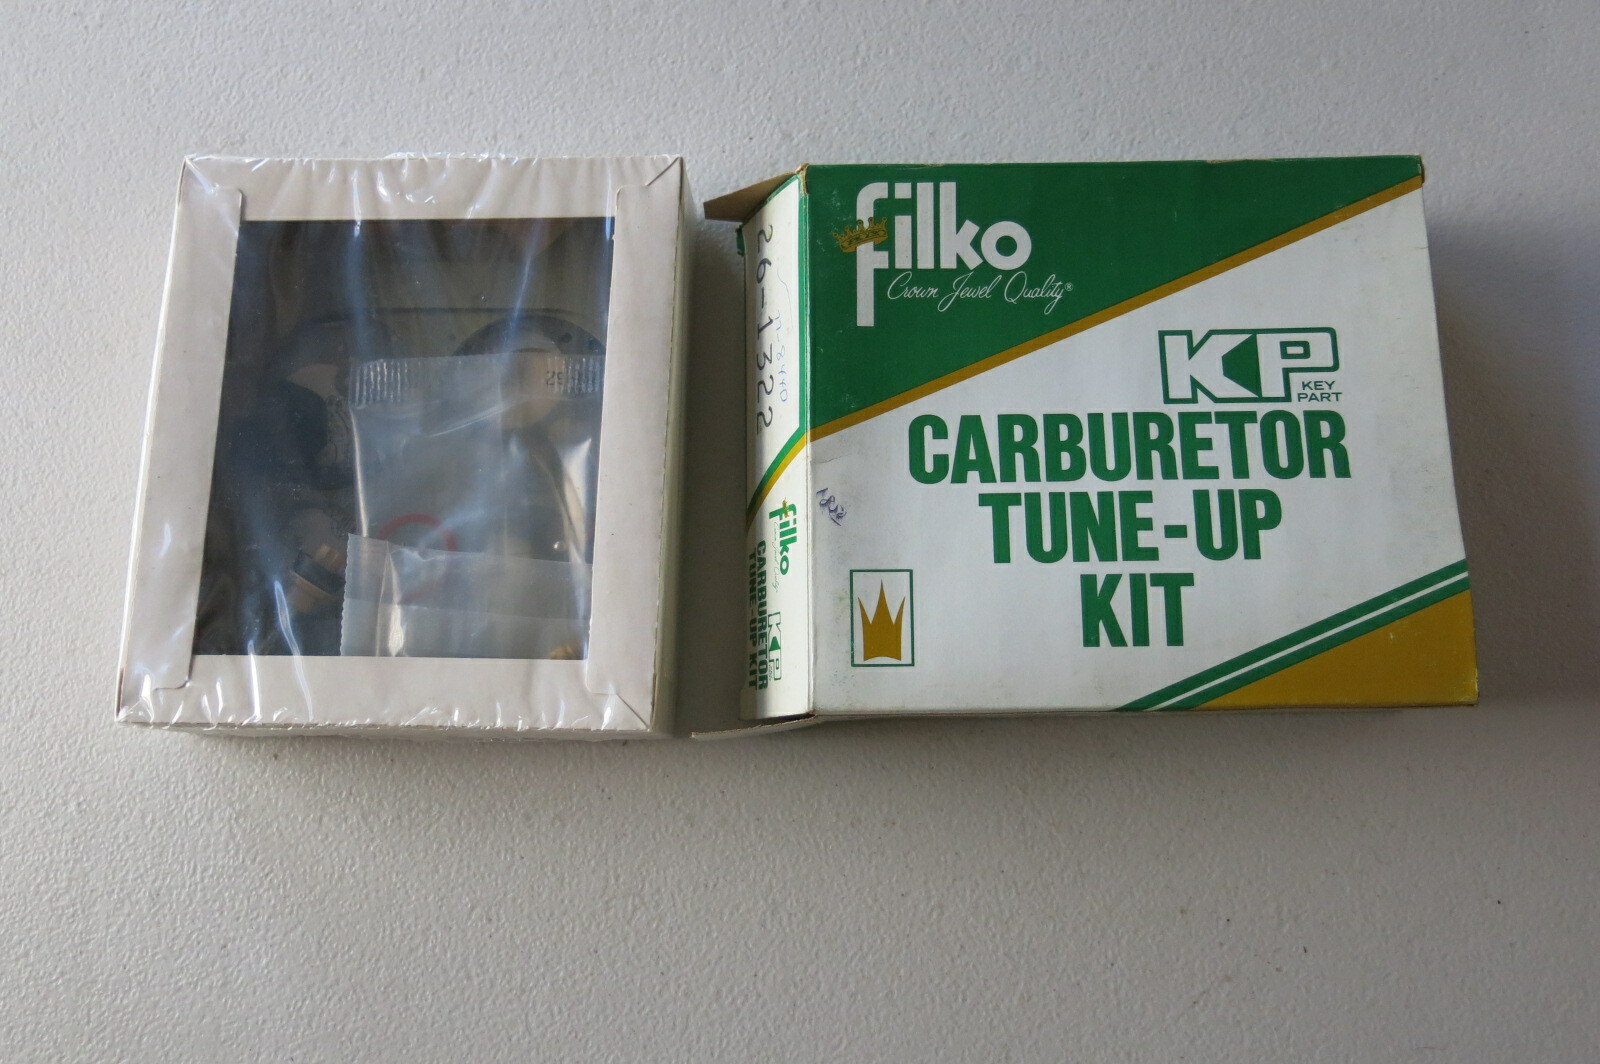 filko
Crown Jewel Quality®
KP
KEY
PART
CARBURETOR
TUNE-UP
KIT
26-1322
filko
KP
CARBURETOR
TUNE-UP KIT